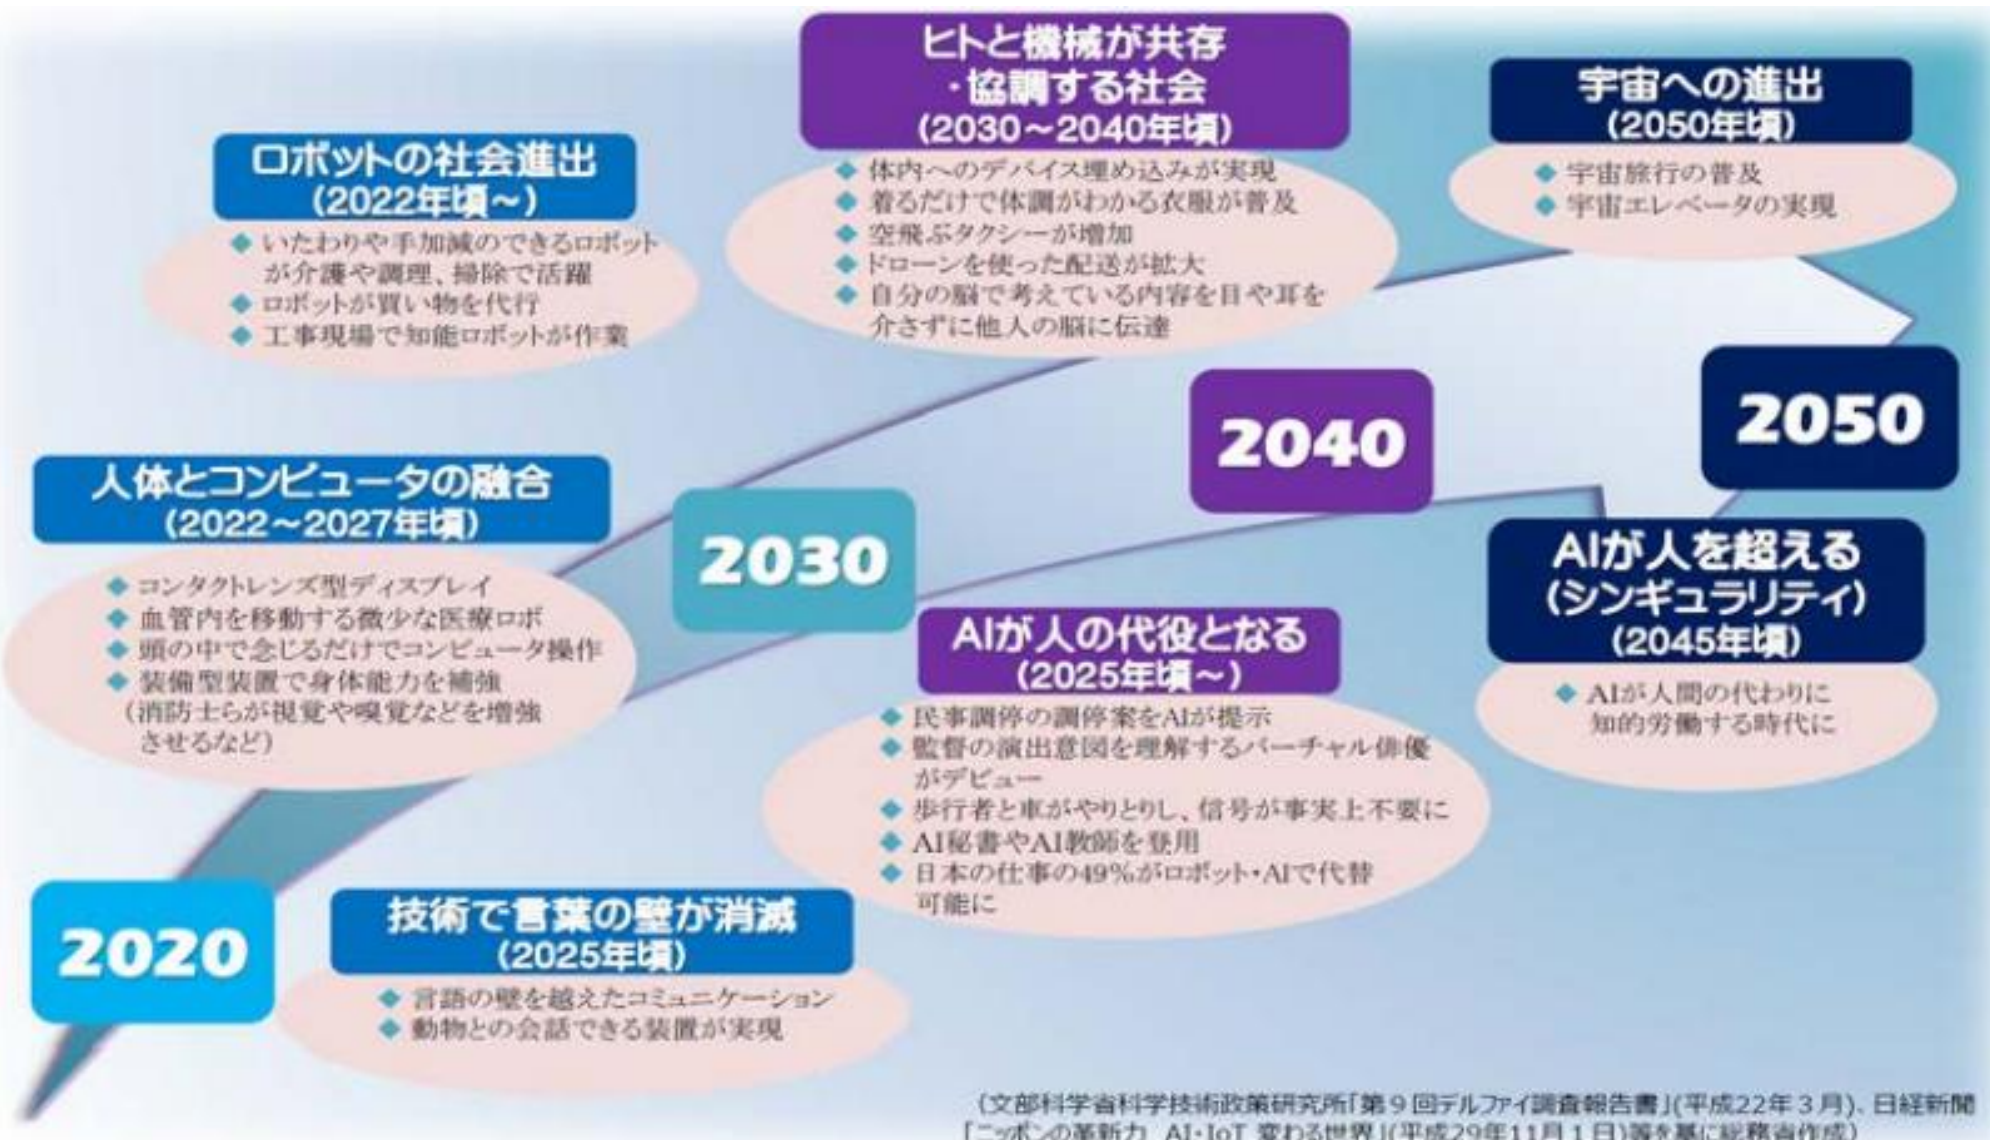 ヒトと機械が共存
・協調する社会
(2030~2040年頃)
体内へのデバイス埋め込みが実現
着るだけで体調がわかる衣服が普及
空飛ぶタクシーが増加
ドローンを使った配送が拡大
自分の脳で考えている内容を目や耳を
介さずに他人の脳に伝達
宇宙への進出
(2050年頃)
宇宙旅行の普及
宇宙エレベータの実現
ロボットの社会進出
(2022年頃~)
いたわりや手加減のできるロボット
が介護や調理、掃除で活躍
ロボットが買い物を代行
工事現場で知能ロボットが作業
2050
2040
人体とコンピュータの融合
(2022~2027年頃)
コンタクトレンズ型ディスプレイ
血管内を移動する微少な医療ロボ
頭の中で念じるだけでコンピュータ操作
装備型装置で身体能力を補強
(消防士らが視覚や嗅覚などを増強
させるなど)
2030
AIが人を超える
(シンギュラリティ)
(2045年頃)
AIが人間の代わりに
知的労働する時代に
AIが人の代役となる
(2025年頃~)
民事調停の調停案をAIが提示
監督の演出意図を理解するバーチャル俳優
がデビュー
歩行者と車がやりとりし、信号が事実上不要に
AI秘書やAI教師を登用
日本の仕事の49%がロボット・AIで代替
可能に
2020
技術で言葉の壁が消滅
(2025年頃)
言語の壁を越えたコミュニケーション
動物との会話できる装置が実現
(文部科学省科学技術政策研究所「第9回デルファイ調査報告書」(平成22年3月)、日経新聞
「ニッポンの革新力 AI・IoT 変わる世界」(平成29年11月1日)等を基に総務省作成)